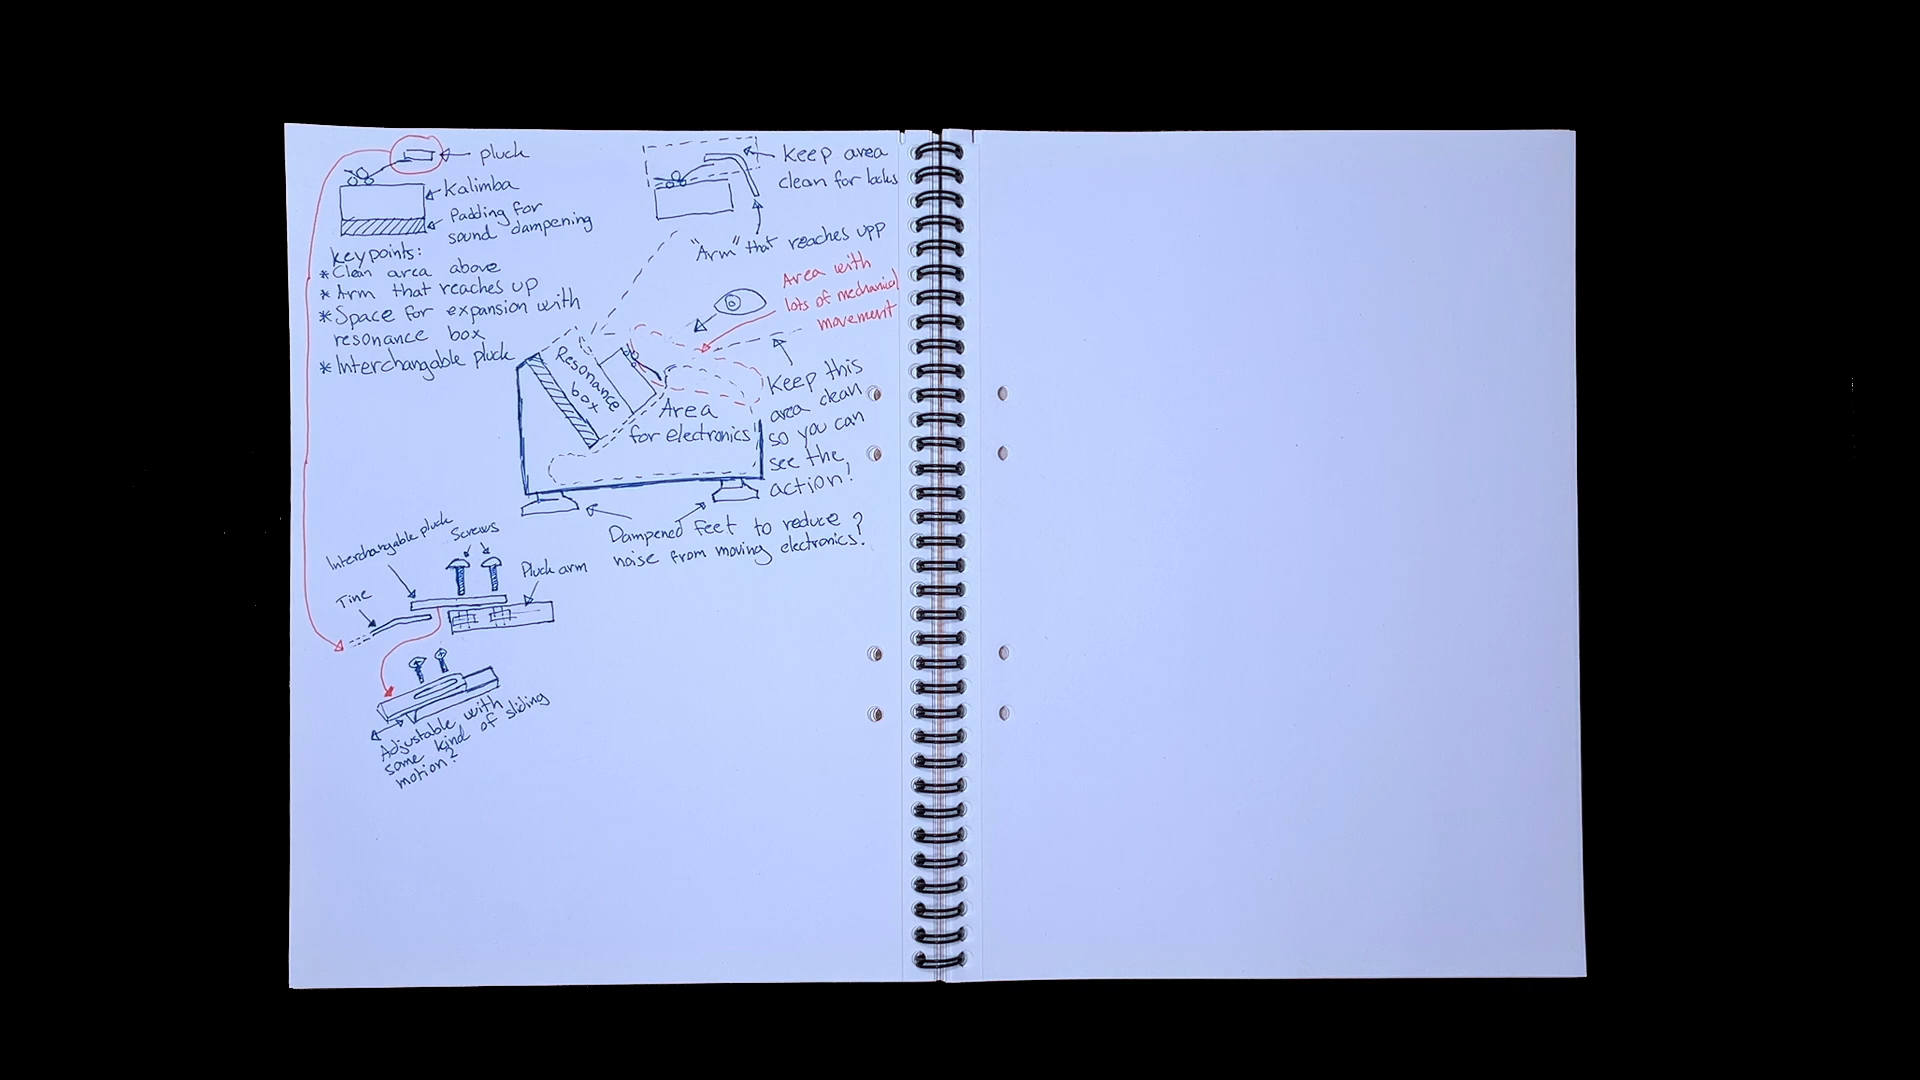 pluck
Kalimba
Padding for
sound dampening
Keypoints:
* Clean area above
* Arm that reaches up
* Space for expansion with
resonance box
* Interchangable pluck
Keep area
clean for looks
"Arm" that reaches upp
Area with
lots of mechanical
movement
Resonance
box
Area
for electronics
Keep this
area clean
so you can
see the
action!
Dampened feet to reduce
noise from moving electronics?
Interchangable pluck
Screws
Pluck arm
Tine
Adjustable with
some kind of sliding
motion?